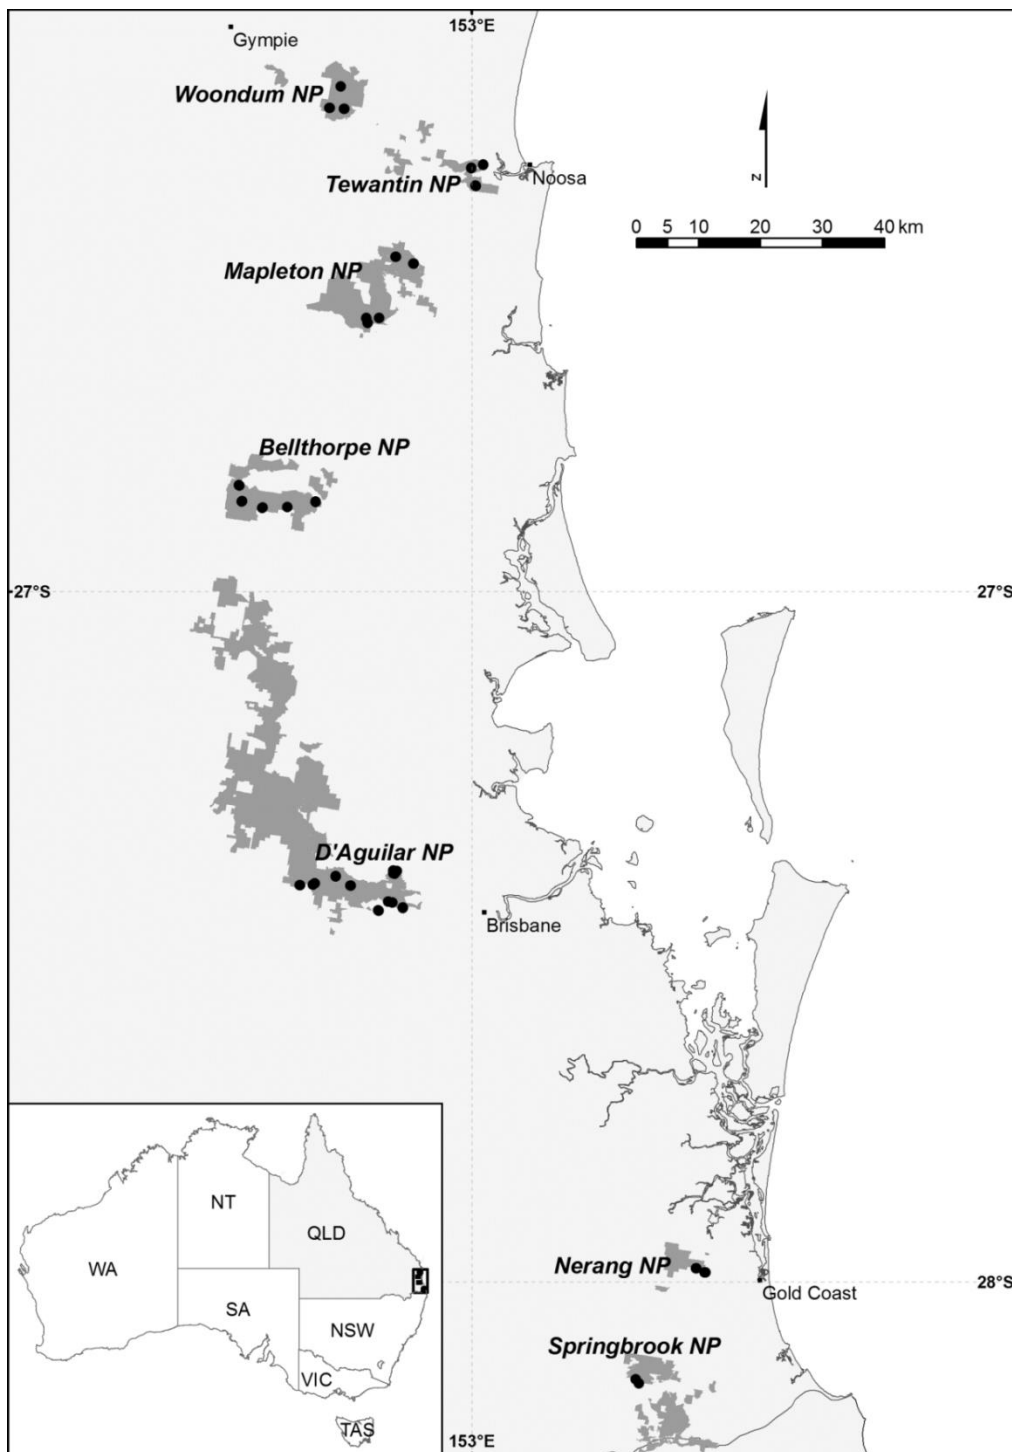 153°E
Gympie
Woondum NP
Tewantin NP
Noosa
N
0 5 10 20 30 40 km
Mapleton NP
Bellthorpe NP
27°S 27°S
D'Aguilar NP
Brisbane
NT
QLD
WA
SA
NSW
VIC
TAS
Nerang NP
28°S
Gold Coast
Springbrook NP
153°E